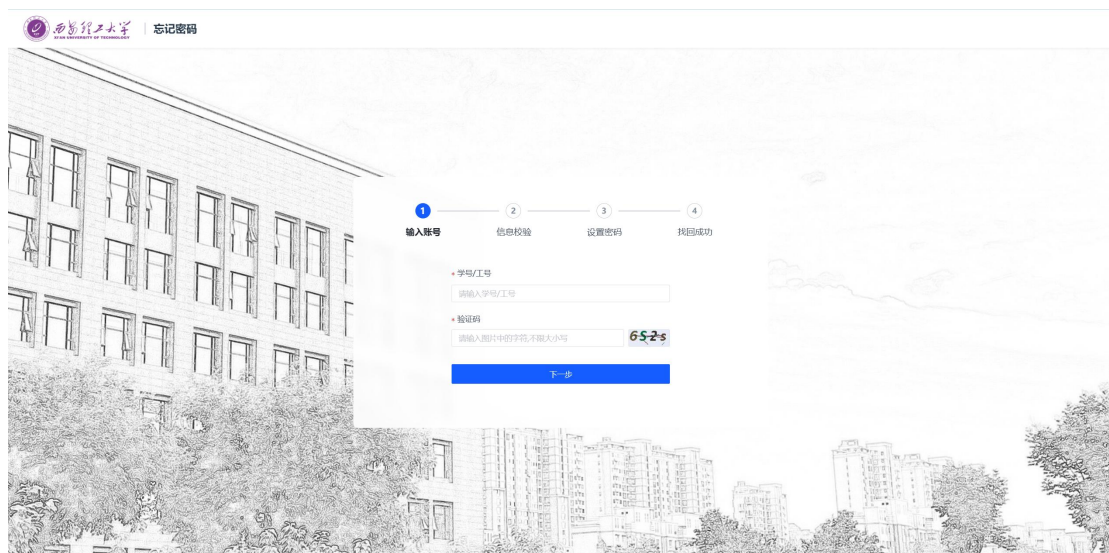 西安理工大学
XI'AN UNIVERSITY OF TECHNOLOGY
忘记密码
1 2 3 4
输入账号 信息校验 设置密码 找回成功
* 学号/工号
请输入学号/工号
* 验证码
请输入图片中的字符,不限大小写 6S2s
下一步